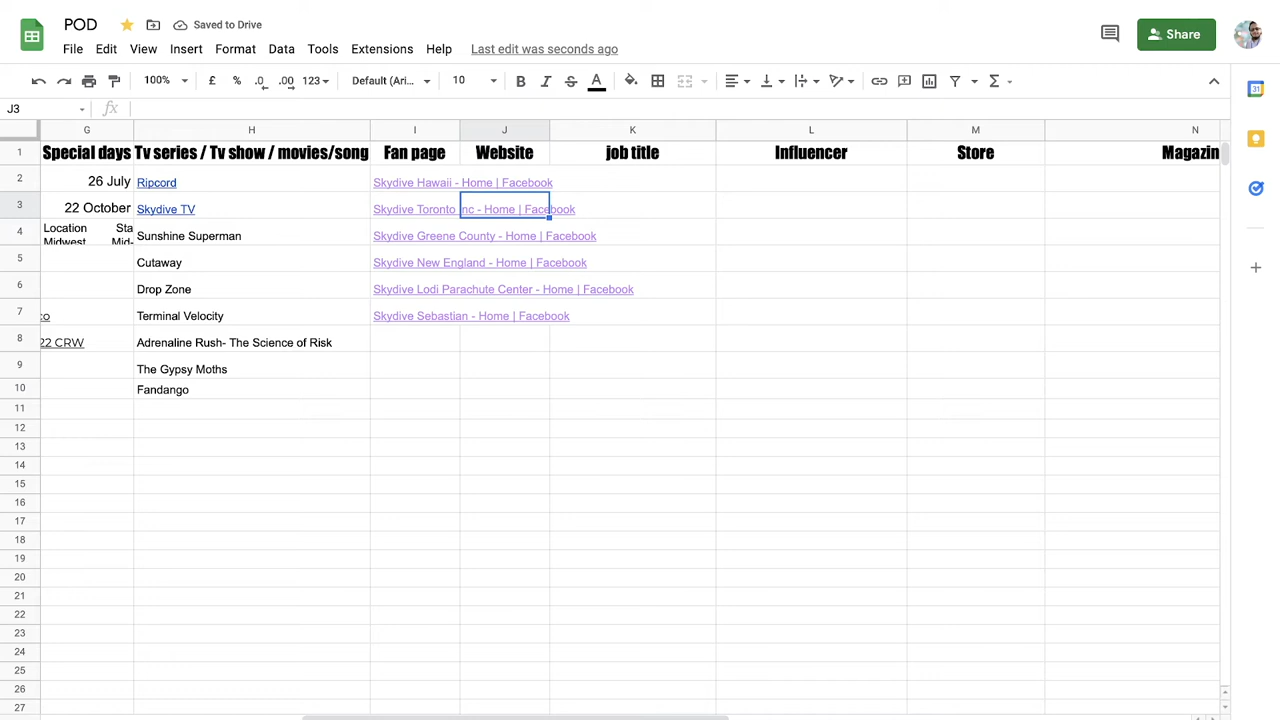 POD
Saved to Drive
File Edit View Insert Format Data Tools Extensions Help Last edit was seconds ago
Share
100% £ % .0 .00 123 Default (Ari... 10 B I S A Σ
31
J3 fx
G H I J K L M N
1 Special days Tv series / Tv show / movies/song Fan page Website job title Influencer Store Magazin
2 26 July Ripcord Skydive Hawaii - Home | Facebook
3 22 October Skydive TV Skydive Toronto Inc - Home | Facebook
4 Location Sta Sunshine Superman Skydive Greene County - Home | Facebook
Midwest Mid-
5 Cutaway Skydive New England - Home | Facebook
6 Drop Zone Skydive Lodi Parachute Center - Home | Facebook
7 co Terminal Velocity Skydive Sebastian - Home | Facebook
8 22 CRW Adrenaline Rush- The Science of Risk
9 The Gypsy Moths
10 Fandango
11
12
13
14
15
16
17
18
19
20
21
22
23
24
25
26
27